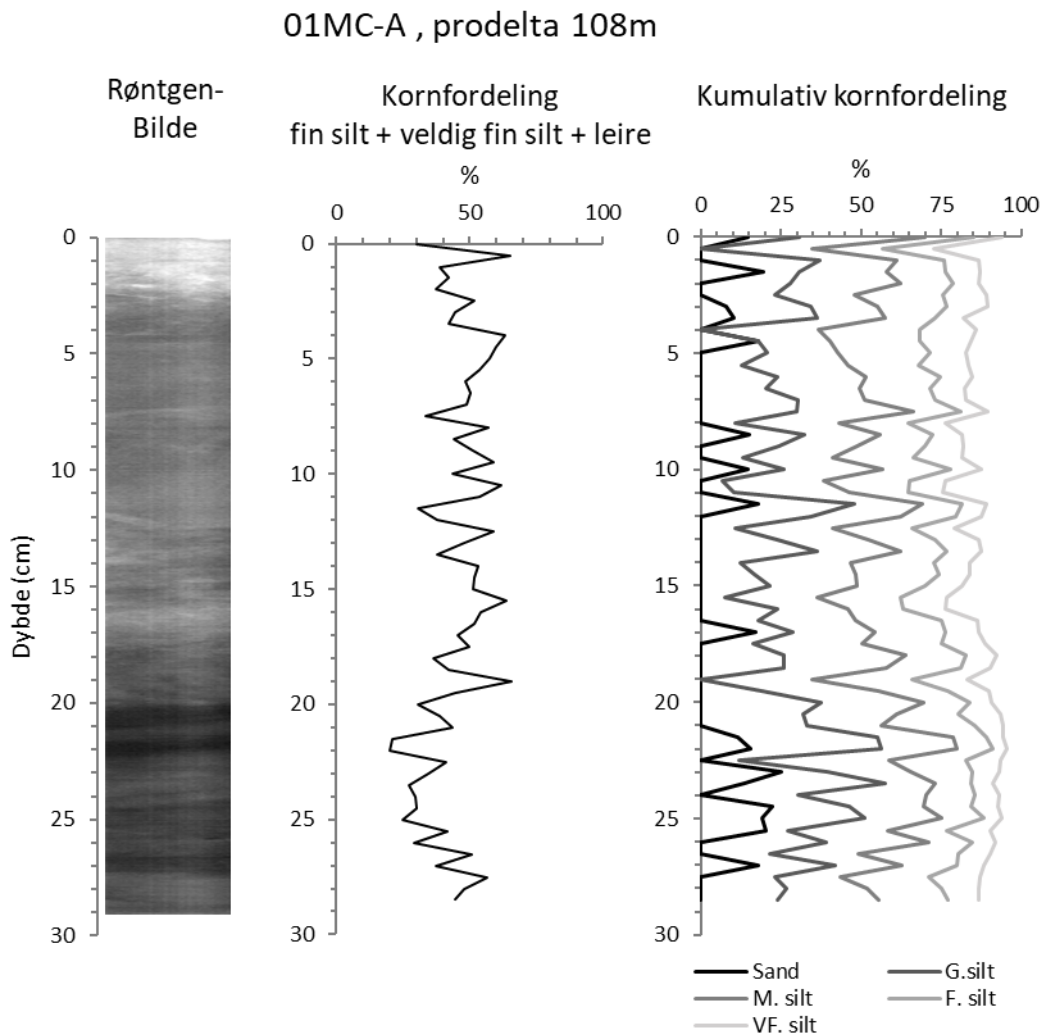 01MC-A , prodelta 108m
Røntgen-
Bilde
Kornfordeling
fin silt + veldig fin silt + leire
%
0 50 100
Kumulativ kornfordeling
%
0 25 50 75 100
Dybde (cm)
0
5
10
15
20
25
30
0
5
10
15
20
25
30
0
5
10
15
20
25
30
Sand G.silt
M. silt F. silt
VF. silt